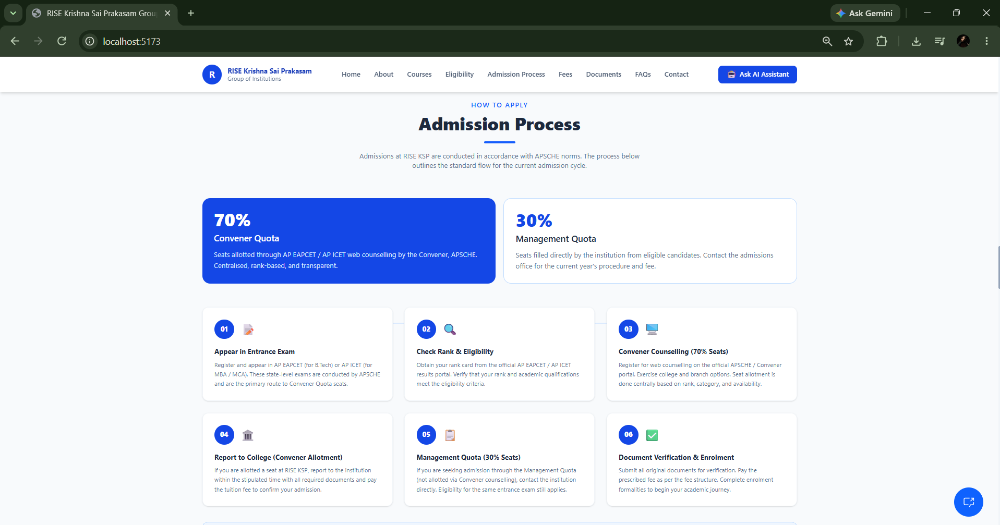 RISE Krishna Sai Prakasam Grou
Ask Gemini
localhost:5173
R
RISE Krishna Sai Prakasam
Group of Institutions
Home
About
Courses
Eligibility
Admission Process
Fees
Documents
FAQs
Contact
Ask AI Assistant
HOW TO APPLY
Admission Process
Admissions at RISE KSP are conducted in accordance with APSCHE norms. The process below
outlines the standard flow for the current admission cycle.
70%
Convener Quota
Seats allotted through AP EAPCET / AP ICET web counselling by the Convener, APSCHE.
Centralised, rank-based, and transparent.
30%
Management Quota
Seats filled directly by the institution from eligible candidates. Contact the admissions
office for the current year's procedure and fee.
01
Appear in Entrance Exam
Register and appear in AP EAPCET (for B.Tech) or AP ICET (for
MBA / MCA). These state-level exams are conducted by APSCHE
and are the primary route to Convener Quota seats.
02
Check Rank & Eligibility
Obtain your rank card from the official AP EAPCET / AP ICET
results portal. Verify that your rank and academic qualifications
meet the eligibility criteria.
03
Convener Counselling (70% Seats)
Register for web counselling on the official APSCHE / Convener
portal. Exercise college and branch options. Seat allotment is
done centrally based on rank, category, and availability.
04
Report to College (Convener Allotment)
If you are allotted a seat at RISE KSP, report to the institution
within the stipulated time with all required documents and pay
the tuition fee to confirm your admission.
05
Management Quota (30% Seats)
If you are seeking admission through the Management Quota
(not allotted via Convener counselling), contact the institution
directly. Eligibility for the same entrance exam still applies.
06
Document Verification & Enrolment
Submit all original documents for verification. Pay the
prescribed fee as per the fee structure. Complete enrolment
formalities to begin your academic journey.